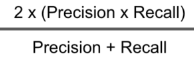 2 x (Precision x Recall)
Precision + Recall